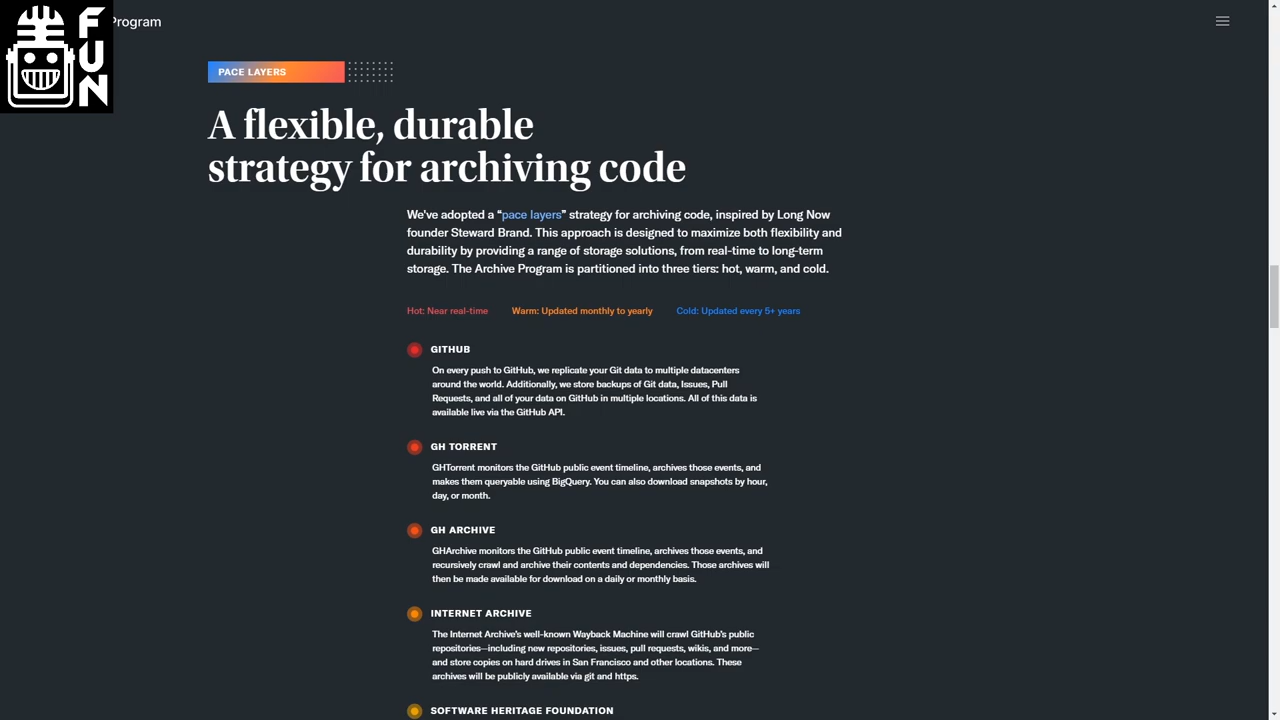 FUN
Program
PACE LAYERS
A flexible, durable
strategy for archiving code
We've adopted a “pace layers” strategy for archiving code, inspired by Long Now
founder Steward Brand. This approach is designed to maximize both flexibility and
durability by providing a range of storage solutions, from real-time to long-term
storage. The Archive Program is partitioned into three tiers: hot, warm, and cold.
Hot: Near real-time Warm: Updated monthly to yearly Cold: Updated every 5+ years
GITHUB
On every push to GitHub, we replicate your Git data to multiple datacenters
around the world. Additionally, we store backups of Git data, Issues, Pull
Requests, and all of your data on GitHub in multiple locations. All of this data is
available live via the GitHub API.
GH TORRENT
GHTorrent monitors the GitHub public event timeline, archives those events, and
makes them queryable using BigQuery. You can also download snapshots by hour,
day, or month.
GH ARCHIVE
GHArchive monitors the GitHub public event timeline, archives those events, and
recursively crawl and archive their contents and dependencies. Those archives will
then be made available for download on a daily or monthly basis.
INTERNET ARCHIVE
The Internet Archive's well-known Wayback Machine will crawl GitHub's public
repositories—including new repositories, issues, pull requests, wikis, and more—
and store copies on hard drives in San Francisco and other locations. These
archives will be publicly available via git and https.
SOFTWARE HERITAGE FOUNDATION